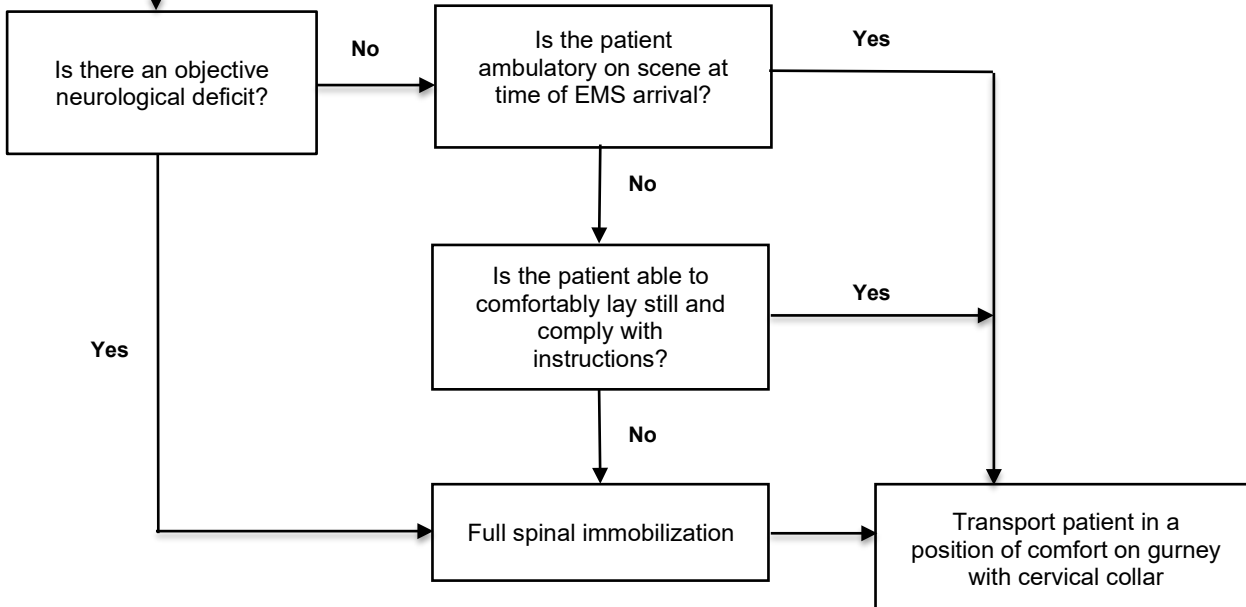 Is there an objective
neurological deficit?
No
Is the patient
ambulatory on scene at
time of EMS arrival?
Yes
No
Is the patient able to
comfortably lay still and
comply with
instructions?
Yes
Yes
No
Full spinal immobilization
Transport patient in a
position of comfort on gurney
with cervical collar